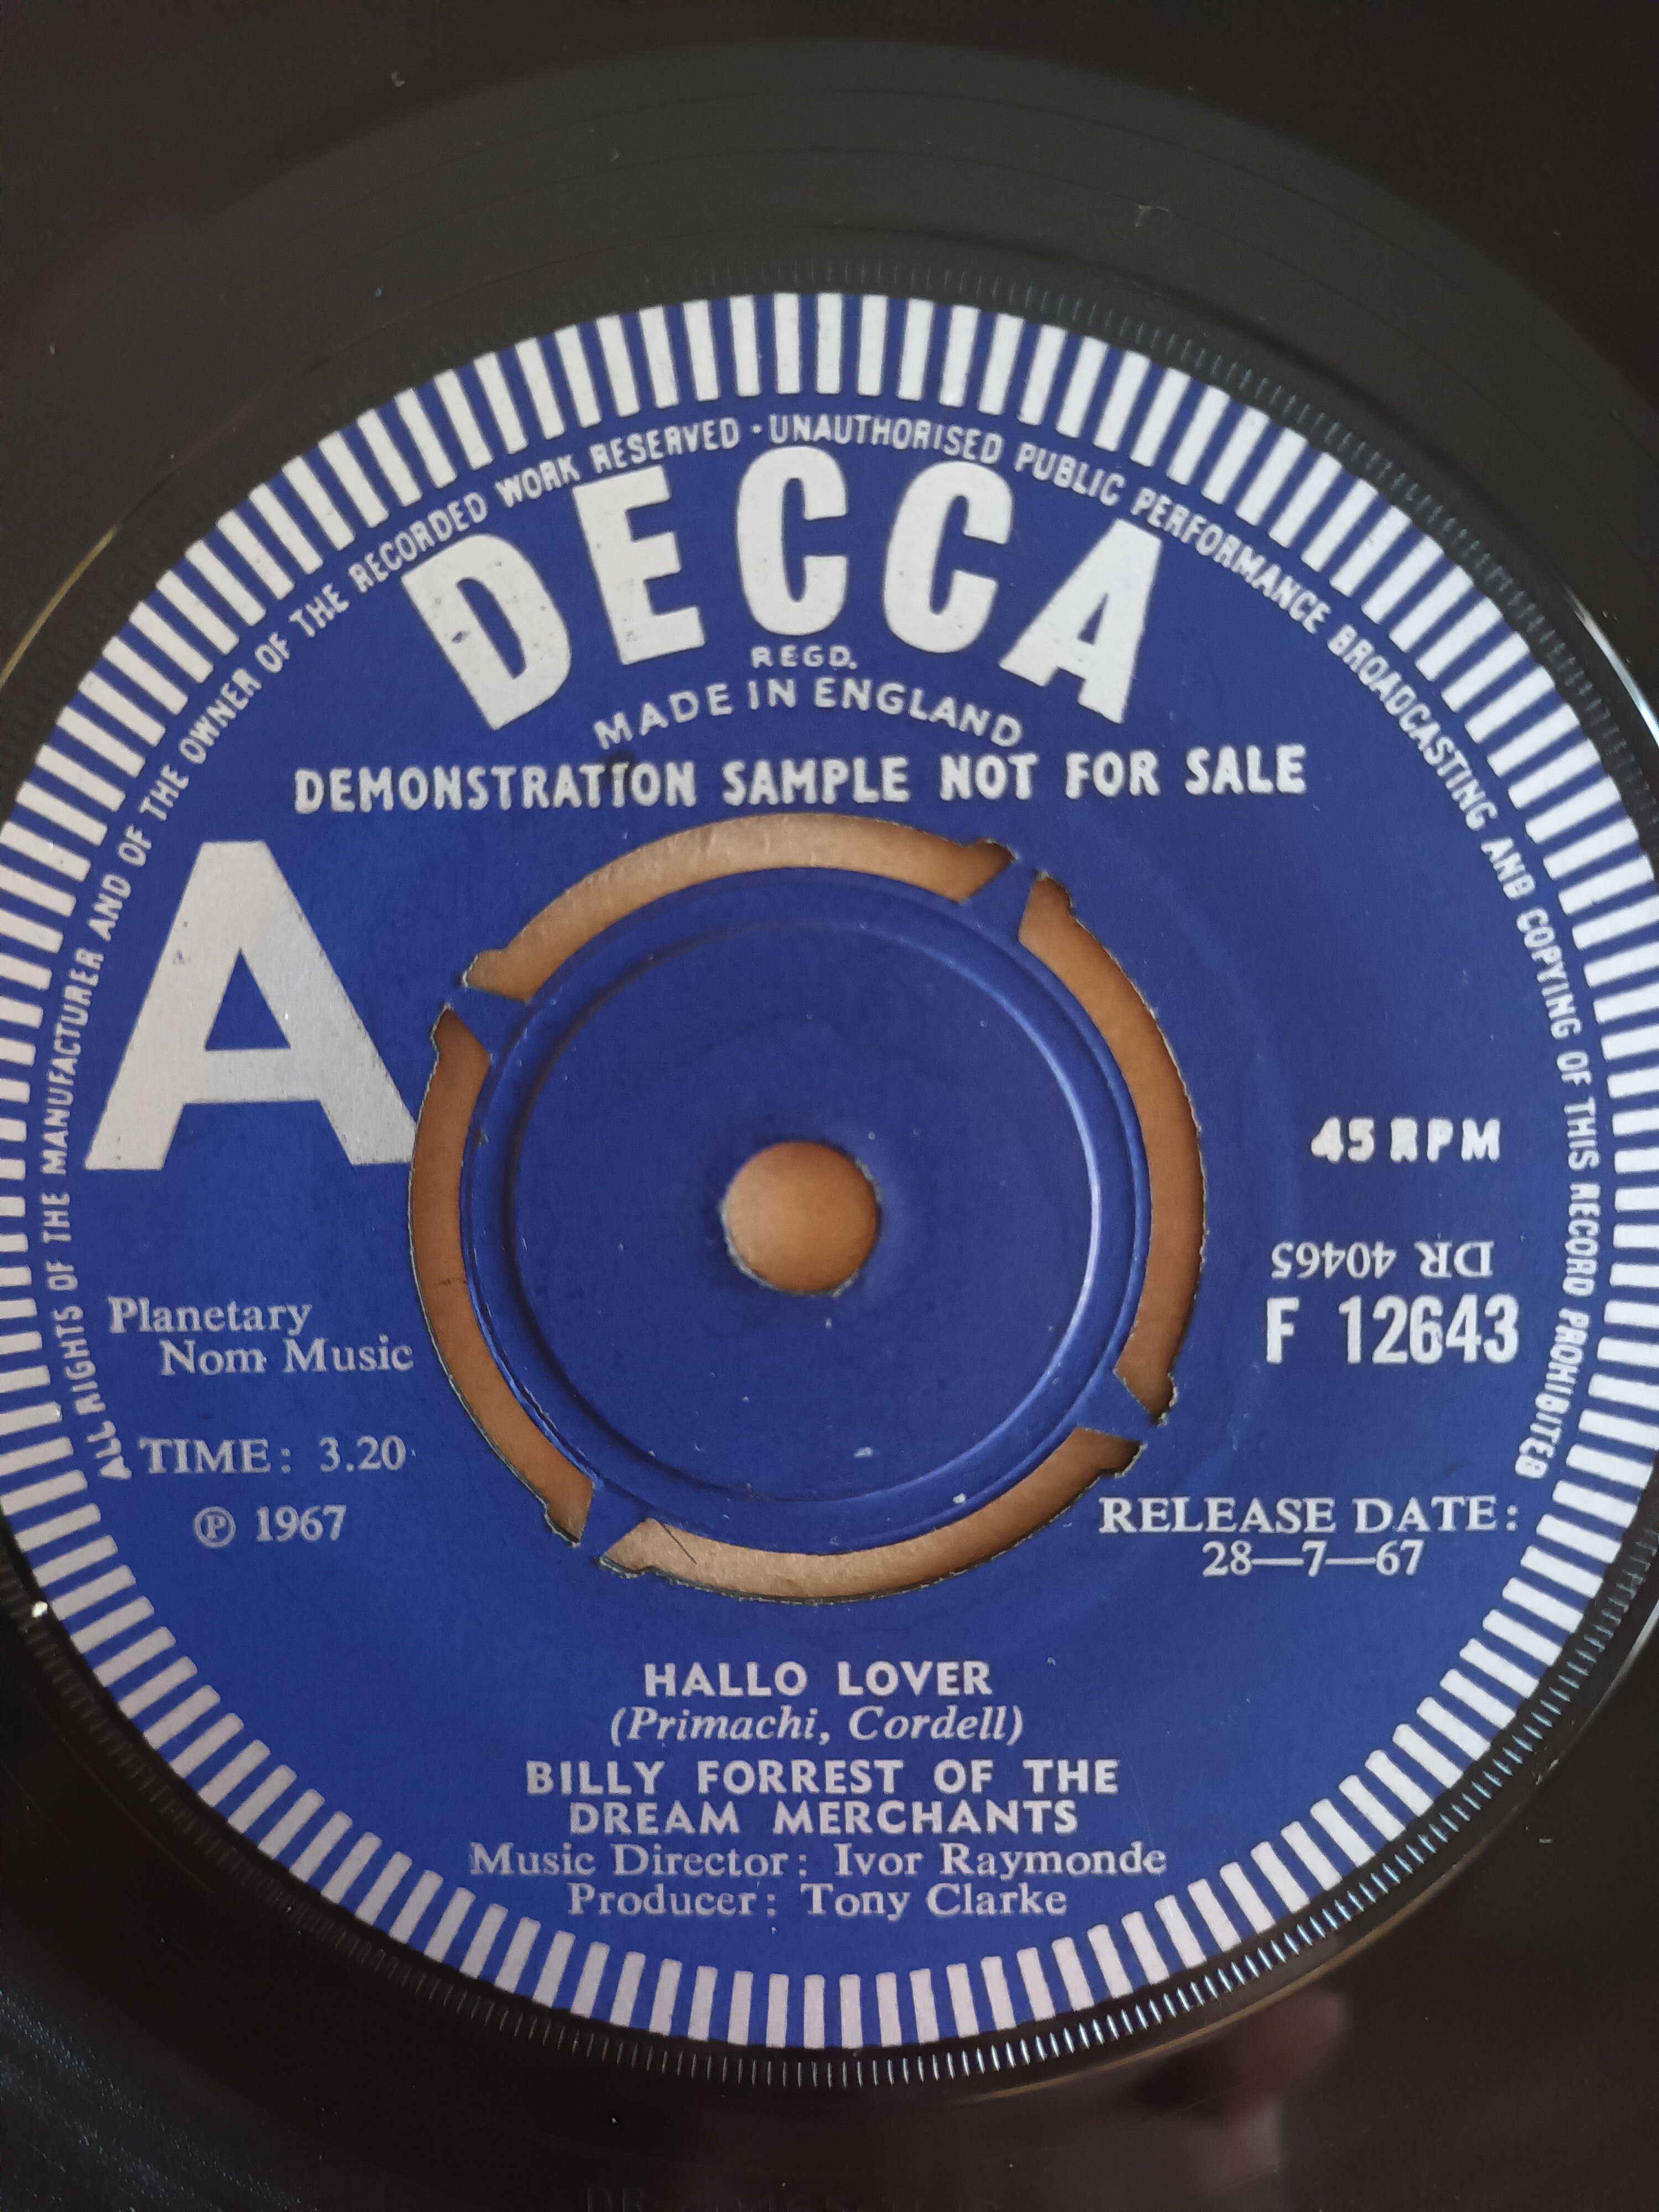 ALL RIGHTS OF THE MANUFACTURER AND OF THE OWNER OF THE RECORDED WORK RESERVED · UNAUTHORISED PUBLIC PERFORMANCE BROADCASTING AND COPYING OF THIS RECORD PROHIBITED
DECCA
REGD.
MADE IN ENGLAND
DEMONSTRATION SAMPLE NOT FOR SALE
A
45 RPM
DR 40465
F 12643
Planetary
Nom Music
TIME: 3.20
℗ 1967
RELEASE DATE:
28—7—67
HALLO LOVER
(Primachi, Cordell)
BILLY FORREST OF THE
DREAM MERCHANTS
Music Director: Ivor Raymonde
Producer: Tony Clarke